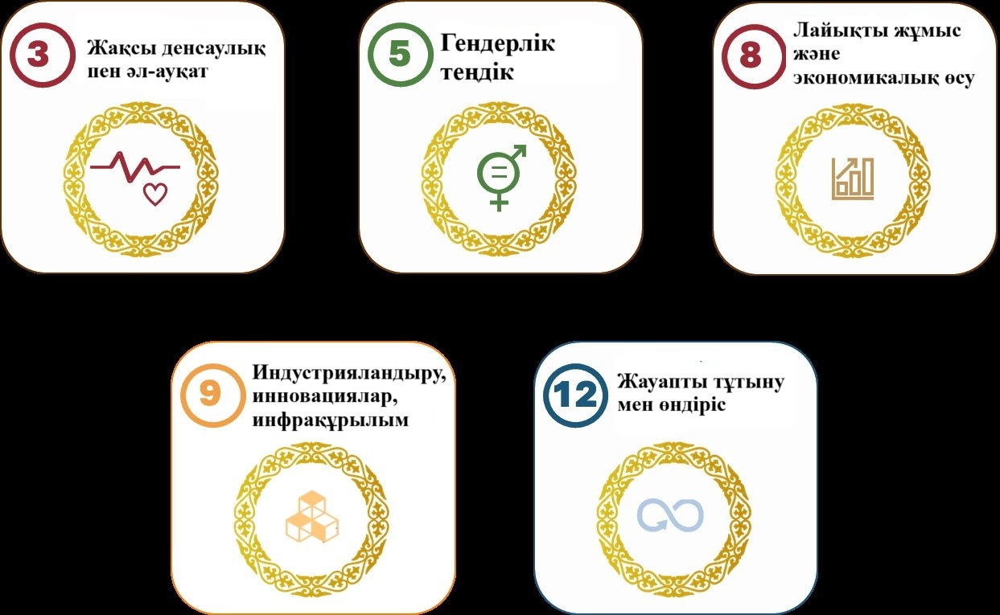 3
Жақсы денсаулық
пен әл-ауқат
5
Гендерлік
теңдік
8
Лайықты жұмыс
және
экономикалық өсу
9
Индустрияландыру,
инновациялар,
инфрақұрылым
12
Жауапты тұтыну
мен өндіріс